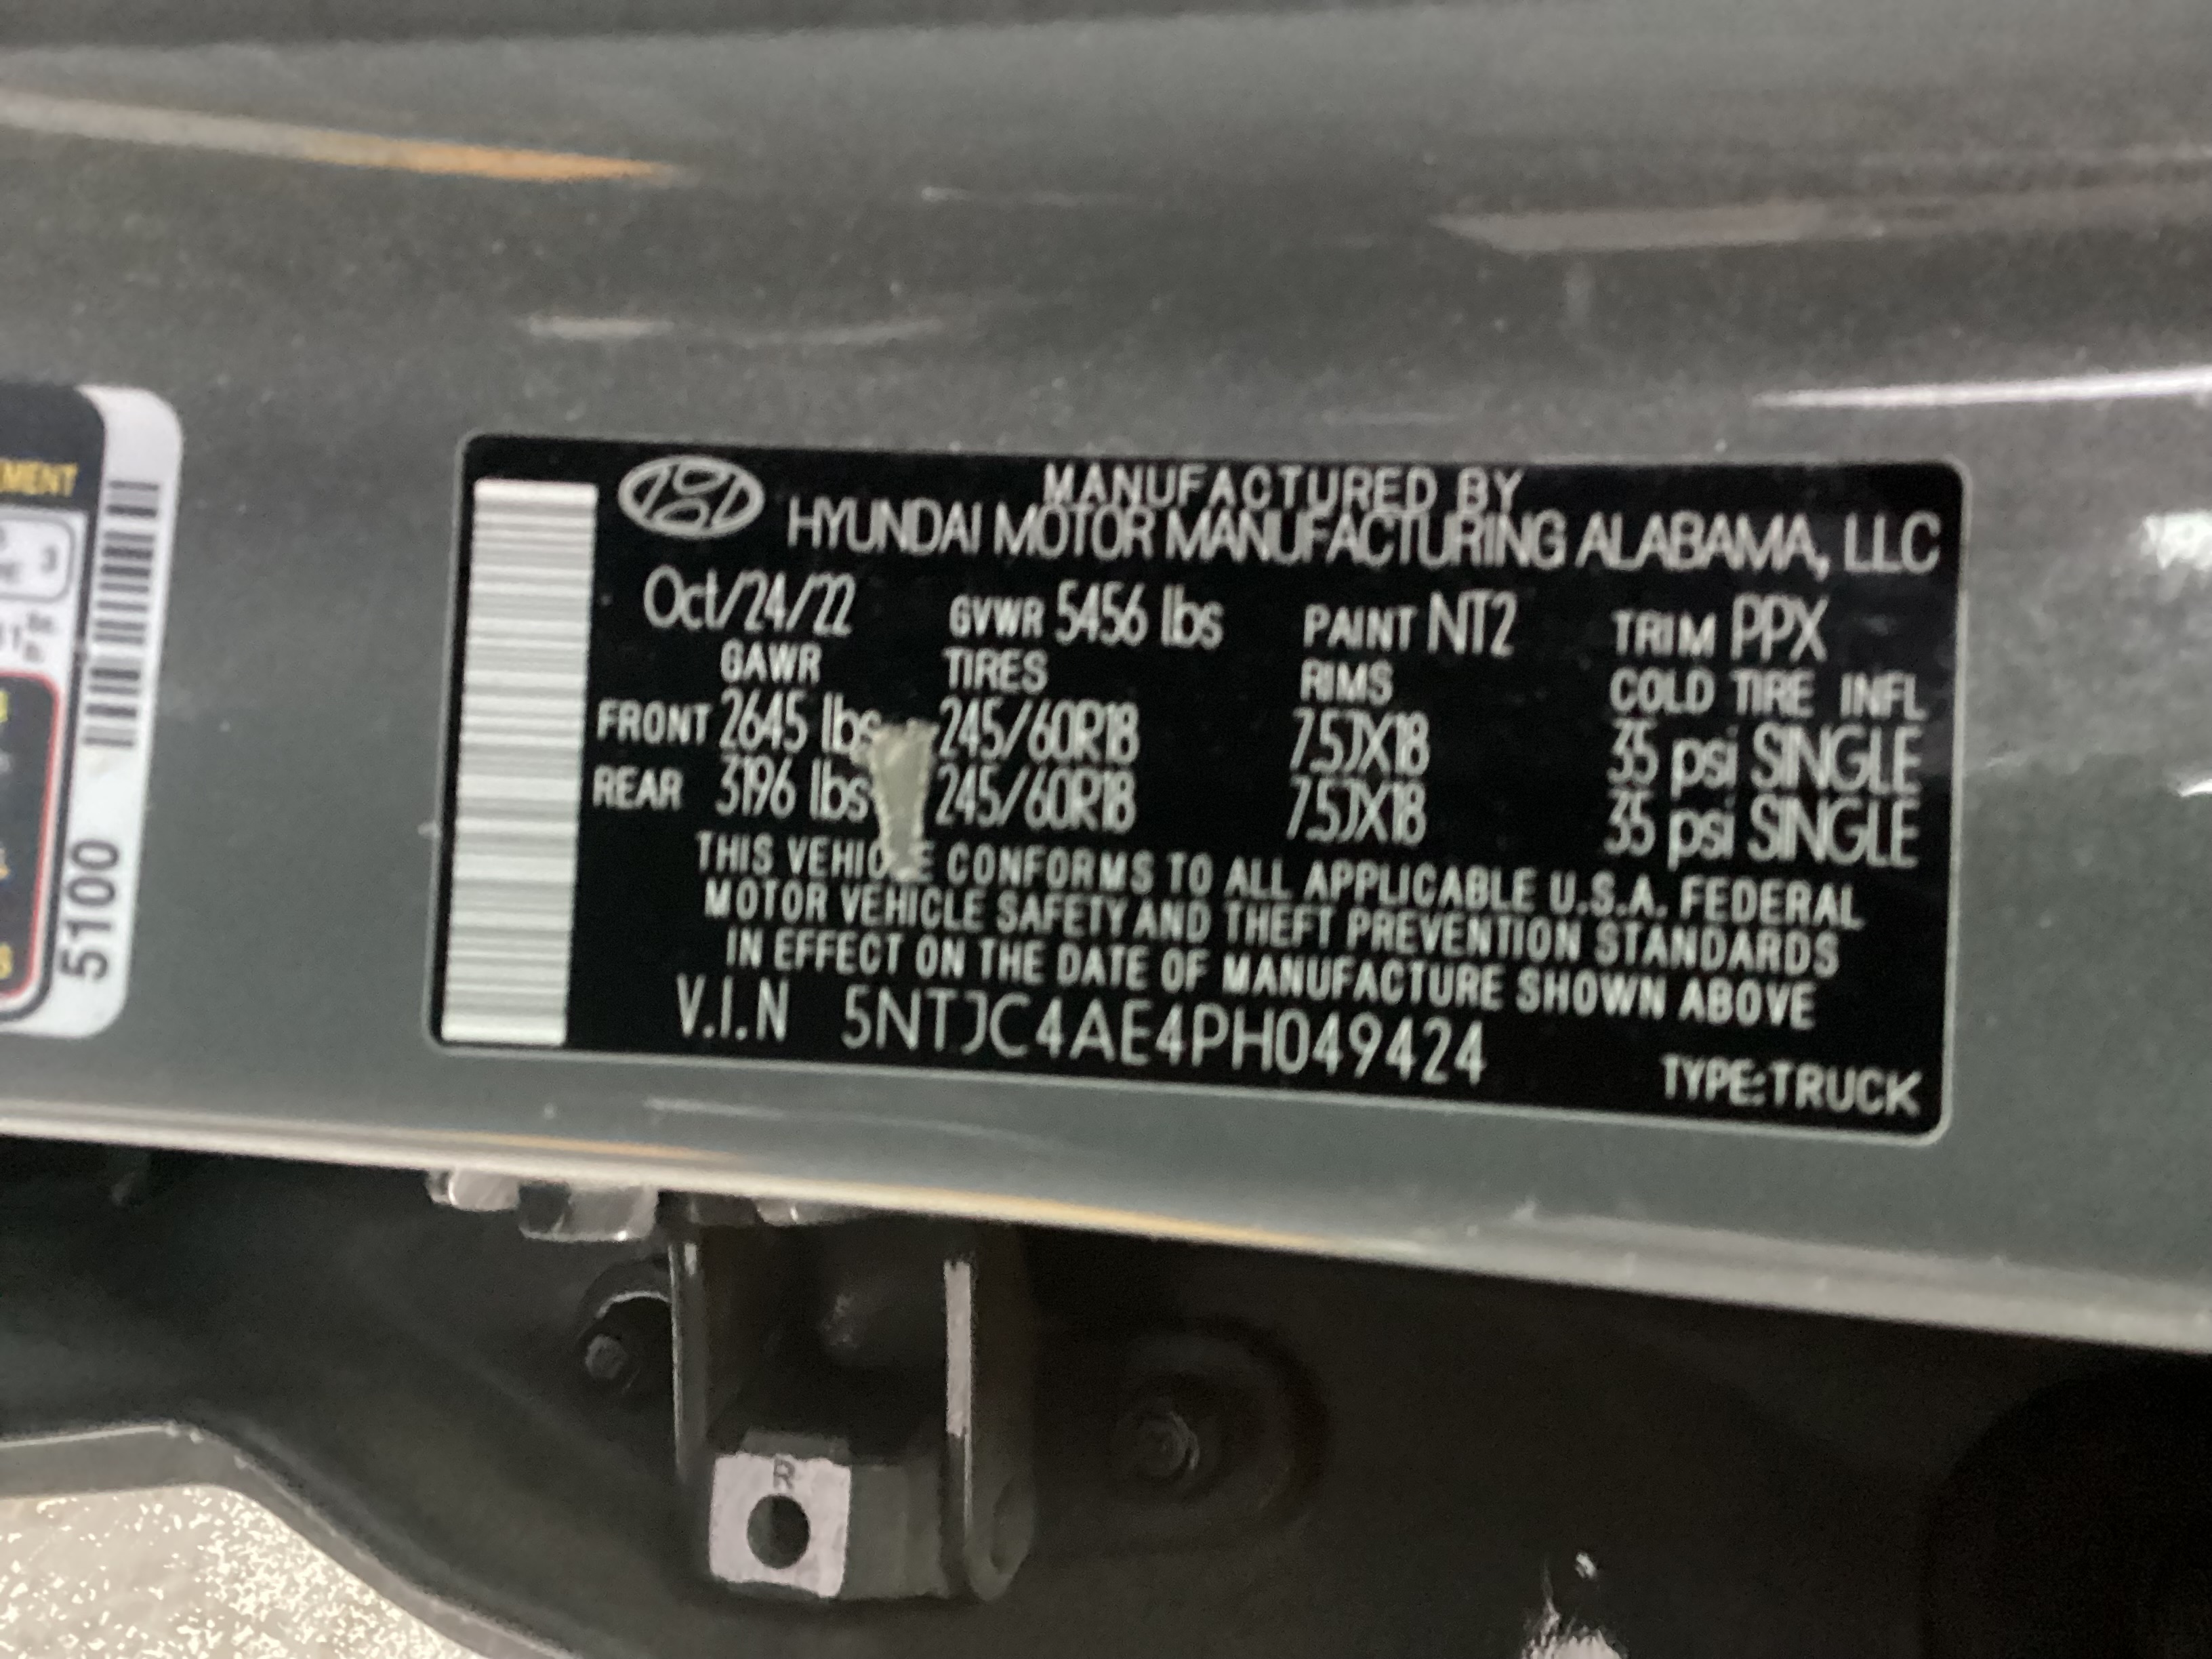 EMENT
3
5100
MANUFACTURED BY
HYUNDAI MOTOR MANUFACTURING ALABAMA, LLC
Oct/24/22 GVWR 5456 lbs PAINT NT2 TRIM PPX
GAWR TIRES RIMS COLD TIRE INFL
FRONT 2645 lbs 245/60R18 7.5JX18 35 psi SINGLE
REAR 3196 lbs 245/60R18 7.5JX18 35 psi SINGLE
THIS VEHICLE CONFORMS TO ALL APPLICABLE U.S.A. FEDERAL
MOTOR VEHICLE SAFETY AND THEFT PREVENTION STANDARDS
IN EFFECT ON THE DATE OF MANUFACTURE SHOWN ABOVE
V.I.N 5NTJC4AE4PH049424
TYPE:TRUCK
R